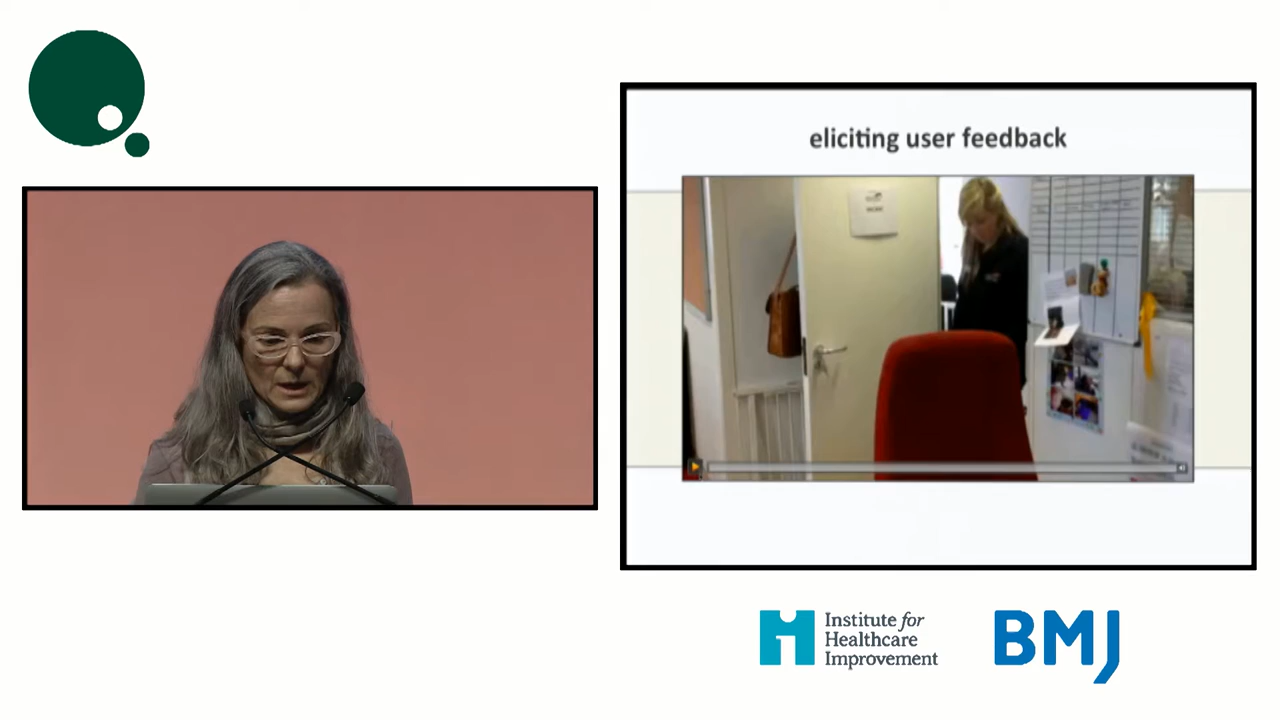 eliciting user feedback
Institute for
Healthcare
Improvement
BMJ